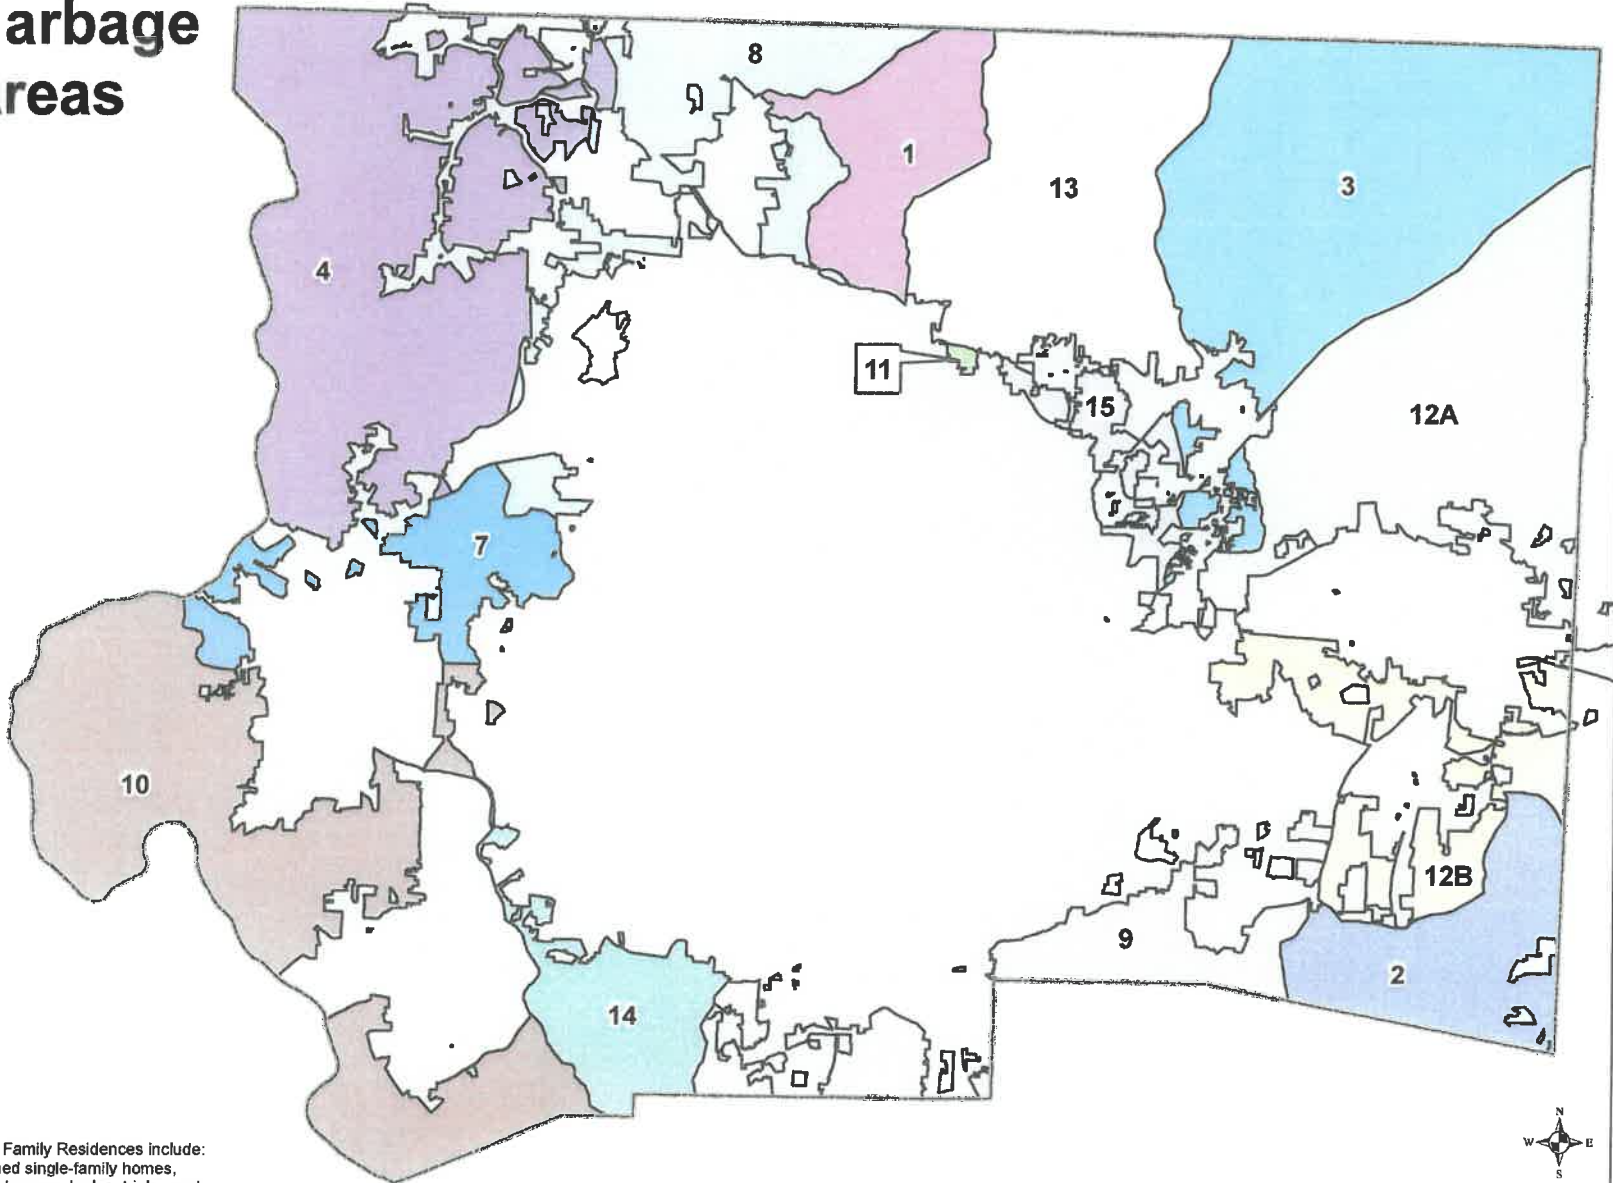 arbage
reas
8
1
13
3
4
11
15
12A
7
10
12B
9
2
14
Family Residences include:
ed single-family homes,
N
W E
S